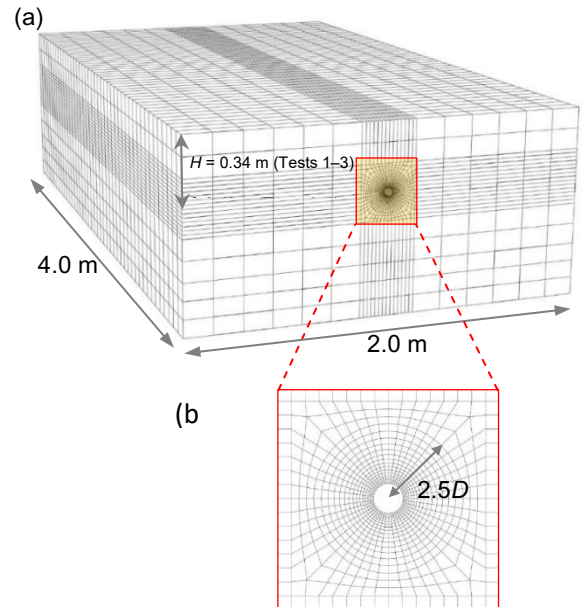 (a)
H = 0.34 m (Tests 1–3)
4.0 m
2.0 m
(b
2.5D